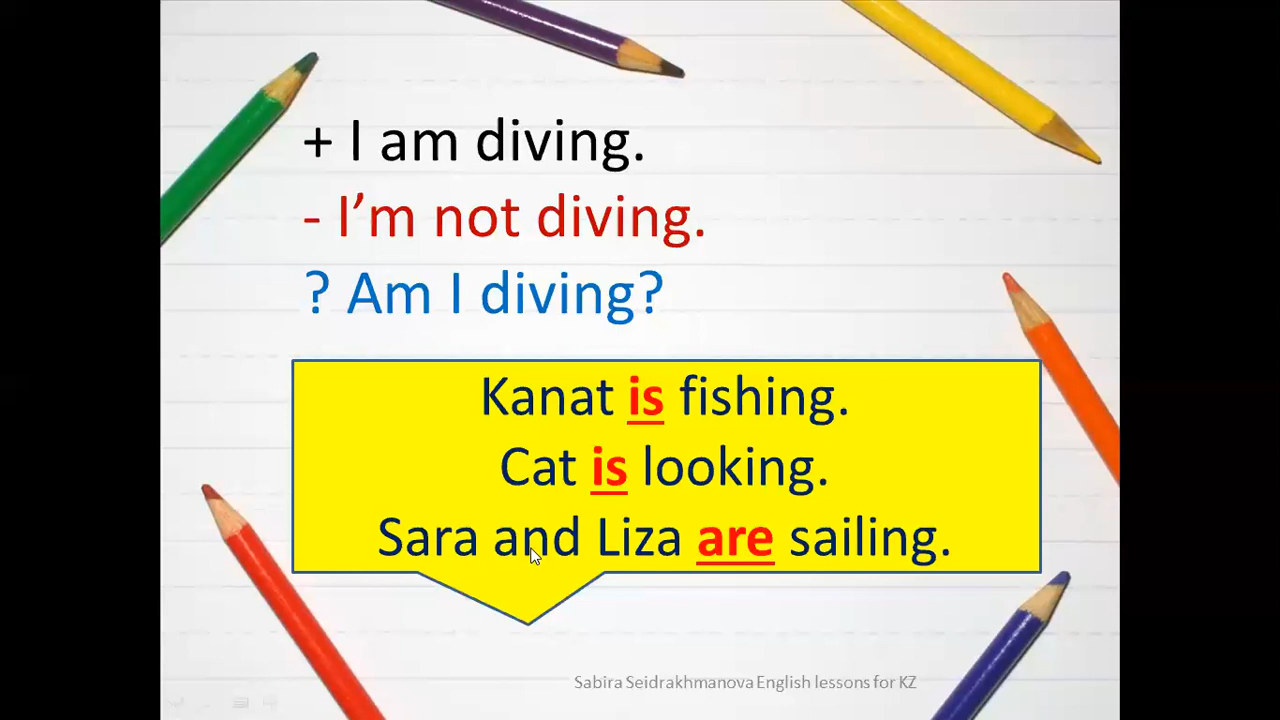 + I am diving.
- I’m not diving.
? Am I diving?
Kanat is fishing.
Cat is looking.
Sara and Liza are sailing.
Sabira Seidrakhmanova English lessons for KZ